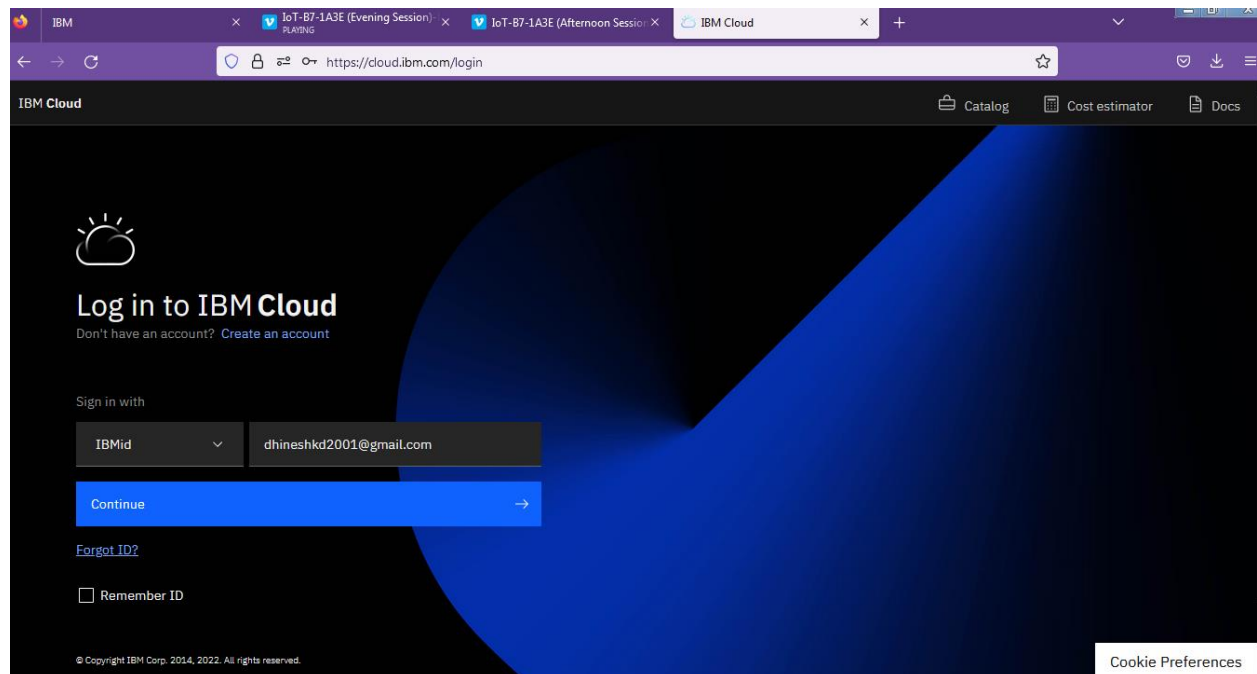 IBM
IoT-B7-1A3E (Evening Session)
PLAYING
IoT-B7-1A3E (Afternoon Session
IBM Cloud
https://cloud.ibm.com/login
IBM Cloud
Catalog
Cost estimator
Docs
Log in to IBM Cloud
Don't have an account? Create an account
Sign in with
IBMid
dhineshkd2001@gmail.com
Continue
Forgot ID?
Remember ID
© Copyright IBM Corp. 2014, 2022. All rights reserved.
Cookie Preferences